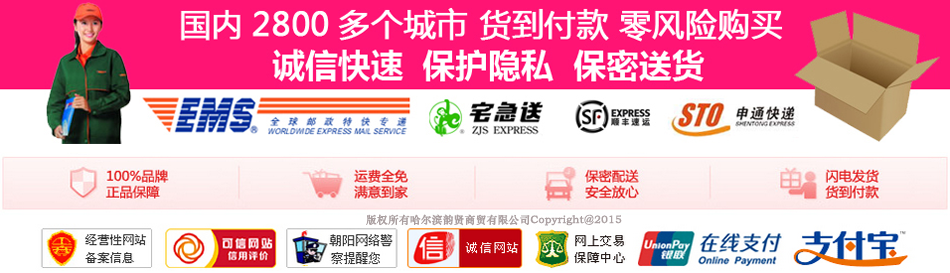 国内 2800 多个城市 货到付款 零风险购买
诚信快速 保护隐私 保密送货
EMS®
全球邮政特快专递
WORLDWIDE EXPRESS MAIL SERVICE
宅急送
ZJS EXPRESS
SF EXPRESS
顺丰速运
STO 申通快递
SHENTONG EXPRESS
100%品牌
正品保障
运费全免
满意到家
保密配送
安全放心
闪电发货
货到付款
版权所有哈尔滨韵贤商贸有限公司Copyright@2015
经营性网站
备案信息
可信网站
信用评价
朝阳网络警
察提醒您
信 诚信网站
网上交易
保障中心
UnionPay
银联
在线支付
Online Payment
支付宝